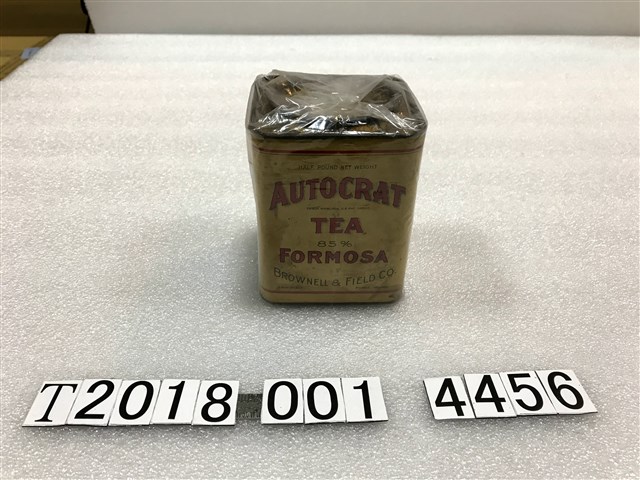 HALF POUND NET WEIGHT
AUTOCRAT
TEA
85%
FORMOSA
BROWNELL & FIELD CO.
T2018 001 4456